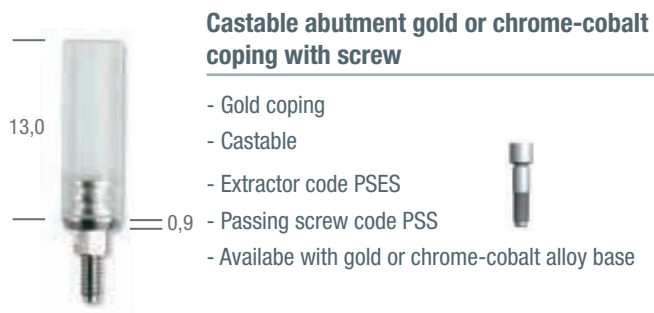 Castable abutment gold or chrome-cobalt
coping with screw
- Gold coping
- Castable
13,0
- Extractor code PSES
0,9
- Passing screw code PSS
- Availabe with gold or chrome-cobalt alloy base